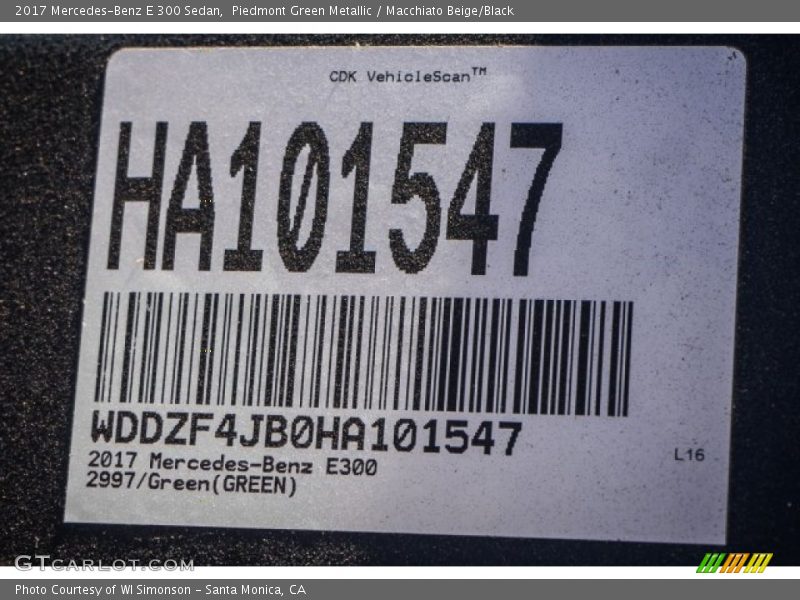 2017 Mercedes-Benz E 300 Sedan, Piedmont Green Metallic / Macchiato Beige/Black
CDK VehicleScan™
HA101547
WDDZF4JB0HA101547
2017 Mercedes-Benz E300
L16
2997/Green(GREEN)
GTcarlot.com
Photo Courtesy of WI Simonson - Santa Monica, CA